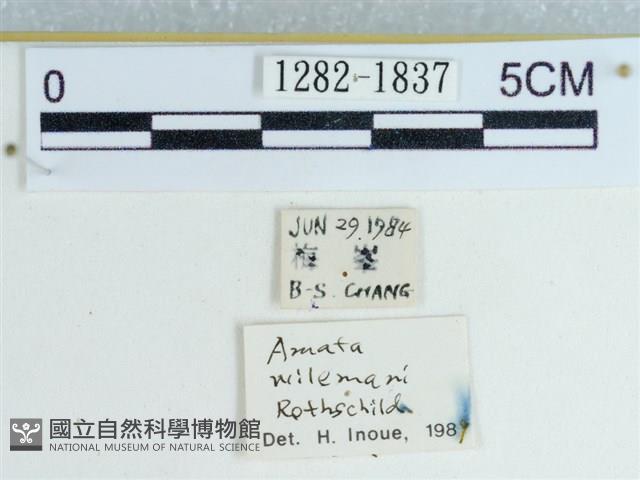 0 1282-1837 5CM
JUN 29.1984
梅 峯
B-S. CHANG
Amata
wilemani
Rothschild
Det. H. Inoue, 198
國立自然科學博物館
NATIONAL MUSEUM OF NATURAL SCIENCE